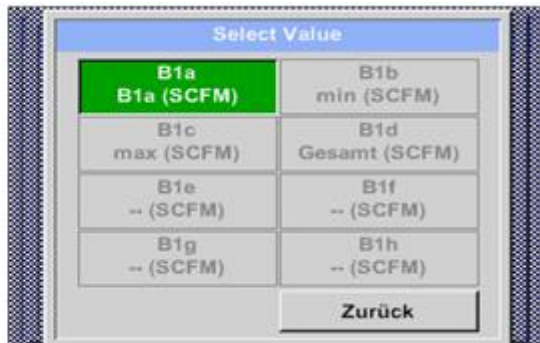 Select Value
B1a
B1a (SCFM)
B1b
min (SCFM)
B1c
max (SCFM)
B1d
Gesamt (SCFM)
B1e
-- (SCFM)
B1f
-- (SCFM)
B1g
-- (SCFM)
B1h
-- (SCFM)
Zurück